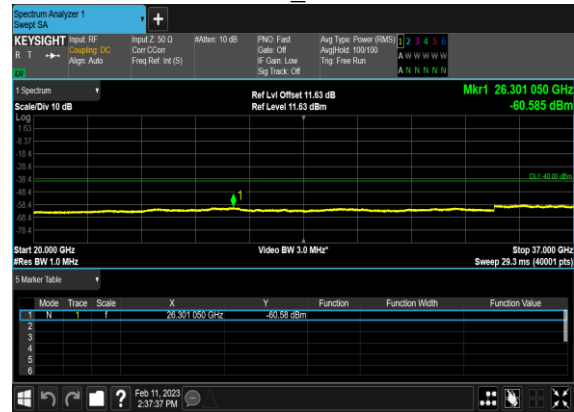 Spectrum Analyzer 1
Swept SA
KEYSIGHT Input: RF Input Z: 50 Ω #Atten: 10 dB PNO: Fast Avg Type: Power (RMS) 1 2 3 4 5 6
R T Coupling: DC Corr CCorr Gate: Off Avg|Hold: 100/100 A W W W W W
Align: Auto Freq Ref: Int (S) IF Gain: Low Trig: Free Run
Sig Track: Off A N N N N N
1 Spectrum Ref Lvl Offset 11.63 dB Mkr1 26.301 050 GHz
Scale/Div 10 dB Ref Level 11.63 dBm -60.585 dBm
Log
1.63
-8.37
-18.4
-28.4
-38.4
DL1 -40.00 dBm
-48.4
1
-58.4
-68.4
-78.4
Start 20.000 GHz Video BW 3.0 MHz* Stop 37.000 GHz
#Res BW 1.0 MHz Sweep 29.3 ms (40001 pts)
5 Marker Table
Mode Trace Scale X Y Function Function Width Function Value
1 N 1 f 26.301 050 GHz -60.58 dBm
2
3
4
5
6
? Feb 11, 2023
2:37:37 PM